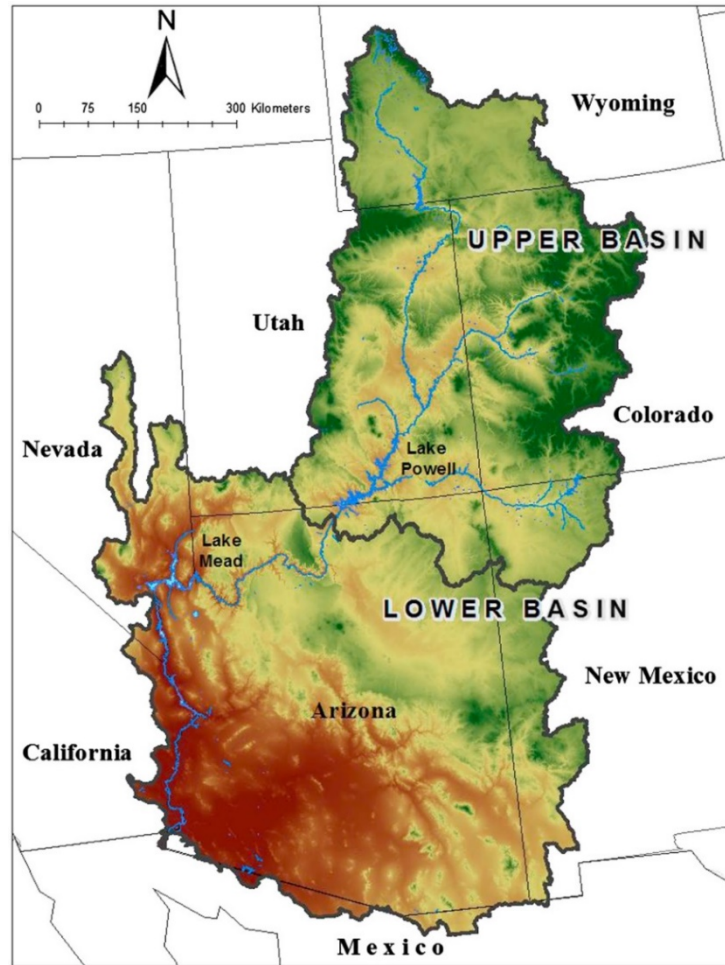 N
0 75 150 300 Kilometers
Wyoming
UPPER BASIN
Utah
Colorado
Nevada
Lake
Powell
Lake
Mead
LOWER BASIN
New Mexico
Arizona
California
Mexico